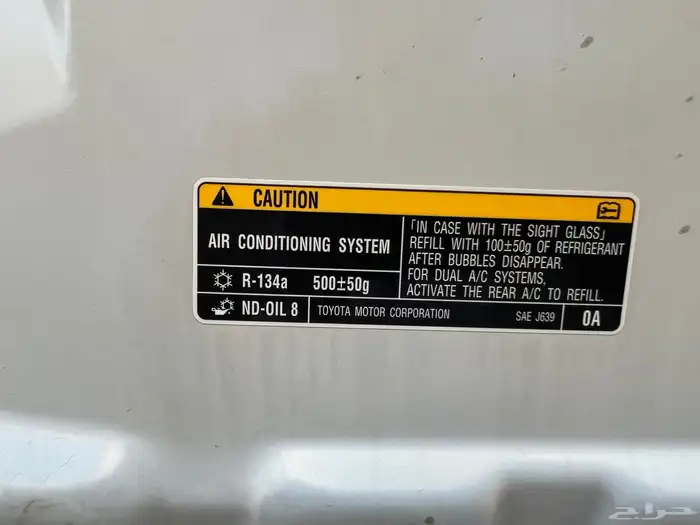 CAUTION
AIR CONDITIONING SYSTEM
R-134a 500±50g
「IN CASE WITH THE SIGHT GLASS」
REFILL WITH 100±50g OF REFRIGERANT
AFTER BUBBLES DISAPPEAR.
FOR DUAL A/C SYSTEMS,
ACTIVATE THE REAR A/C TO REFILL.
ND-OIL 8 TOYOTA MOTOR CORPORATION SAE J639 0A
حراج